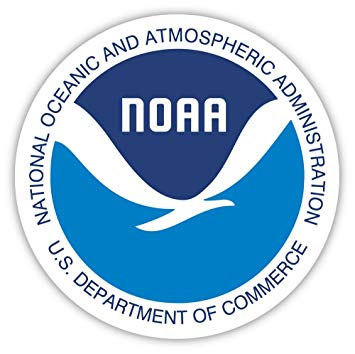 NATIONAL OCEANIC AND ATMOSPHERIC ADMINISTRATION
NOAA
U.S. DEPARTMENT OF COMMERCE